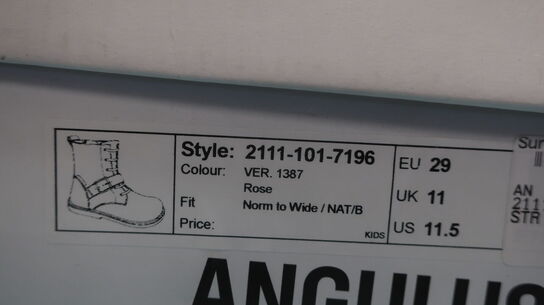 Style: 2111-101-7196
Colour: VER. 1387
Rose
Fit Norm to Wide / NAT/B
Price:
KIDS
EU 29
UK 11
US 11.5
AN
STR
ANGULUS